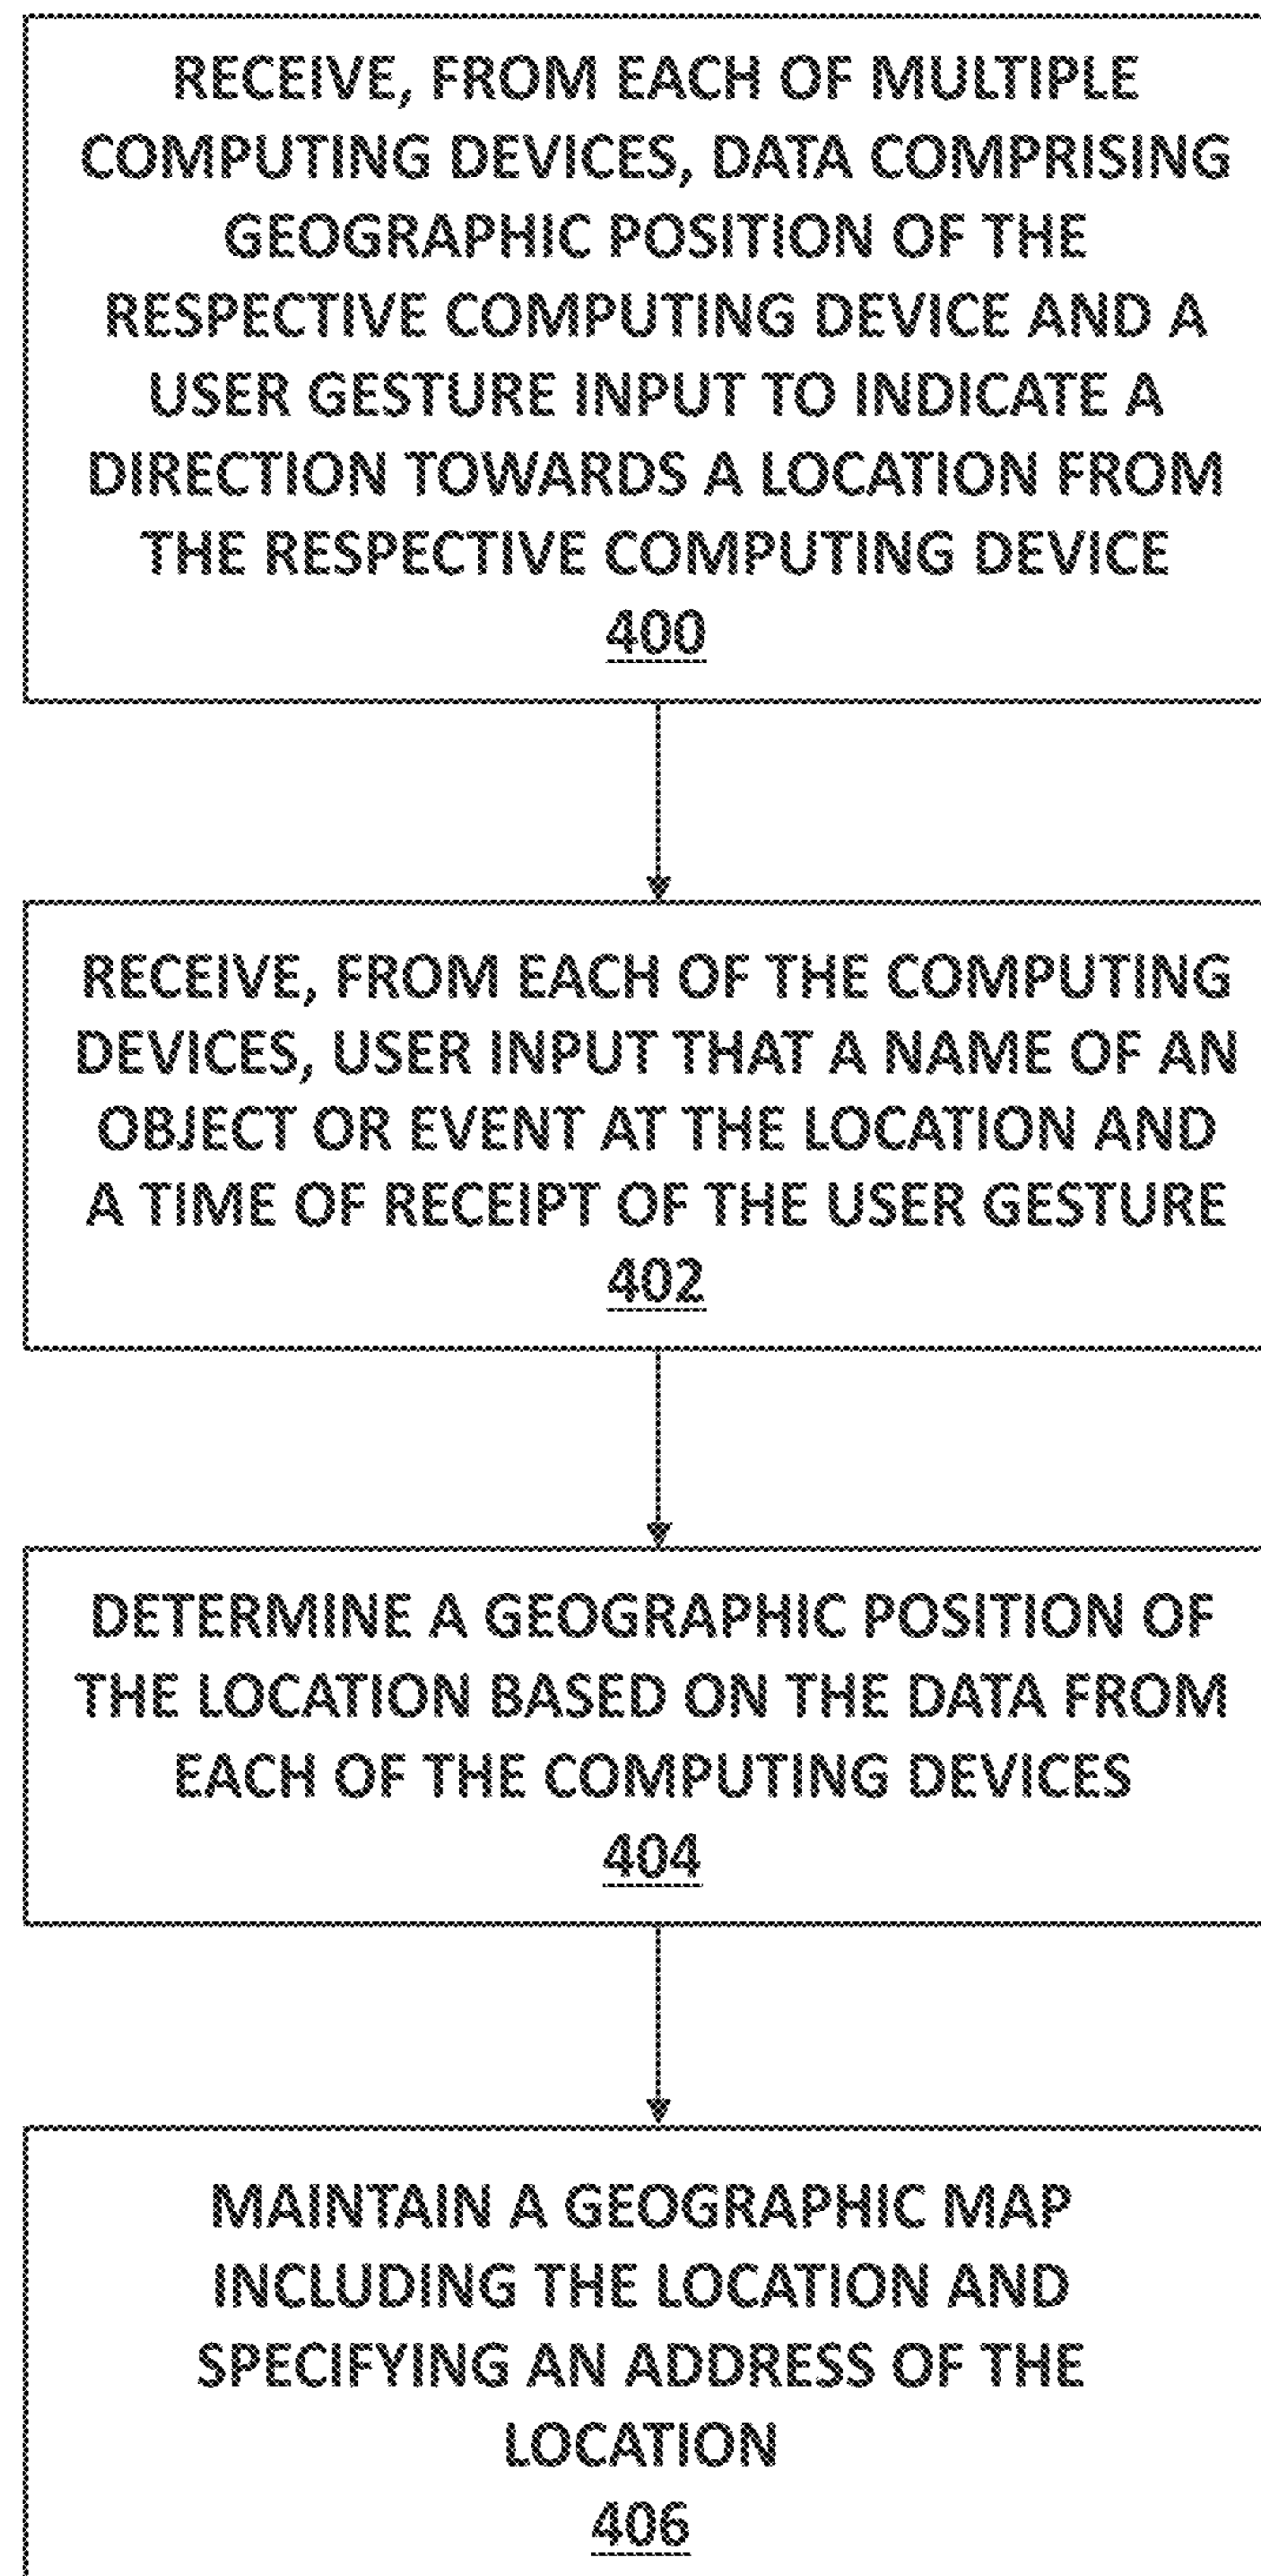 RECEIVE, FROM EACH OF MULTIPLE
COMPUTING DEVICES, DATA COMPRISING
GEOGRAPHIC POSITION OF THE
RESPECTIVE COMPUTING DEVICE AND A
USER GESTURE INPUT TO INDICATE A
DIRECTION TOWARDS A LOCATION FROM
THE RESPECTIVE COMPUTING DEVICE
400
RECEIVE, FROM EACH OF THE COMPUTING
DEVICES, USER INPUT THAT A NAME OF AN
OBJECT OR EVENT AT THE LOCATION AND
A TIME OF RECEIPT OF THE USER GESTURE
402
DETERMINE A GEOGRAPHIC POSITION OF
THE LOCATION BASED ON THE DATA FROM
EACH OF THE COMPUTING DEVICES
404
MAINTAIN A GEOGRAPHIC MAP
INCLUDING THE LOCATION AND
SPECIFYING AN ADDRESS OF THE
LOCATION
406